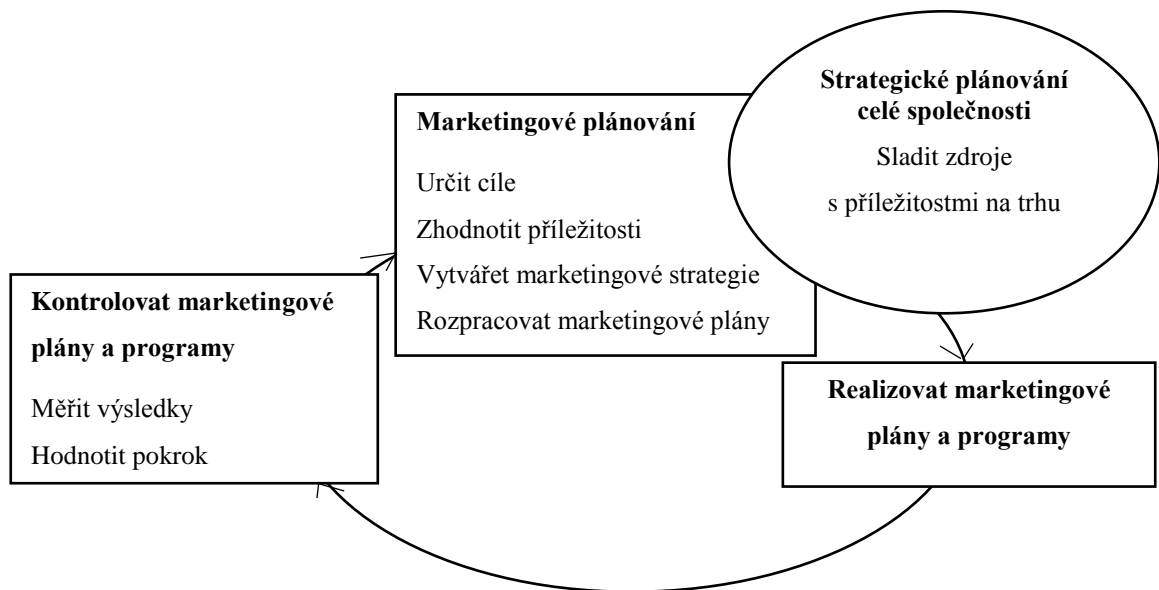 Strategické plánování
celé společnosti
Sladit zdroje
s příležitostmi na trhu
Marketingové plánování
Určit cíle
Zhodnotit příležitosti
Vytvářet marketingové strategie
Rozpracovat marketingové plány
Kontrolovat marketingové
plány a programy
Měřit výsledky
Hodnotit pokrok
Realizovat marketingové
plány a programy